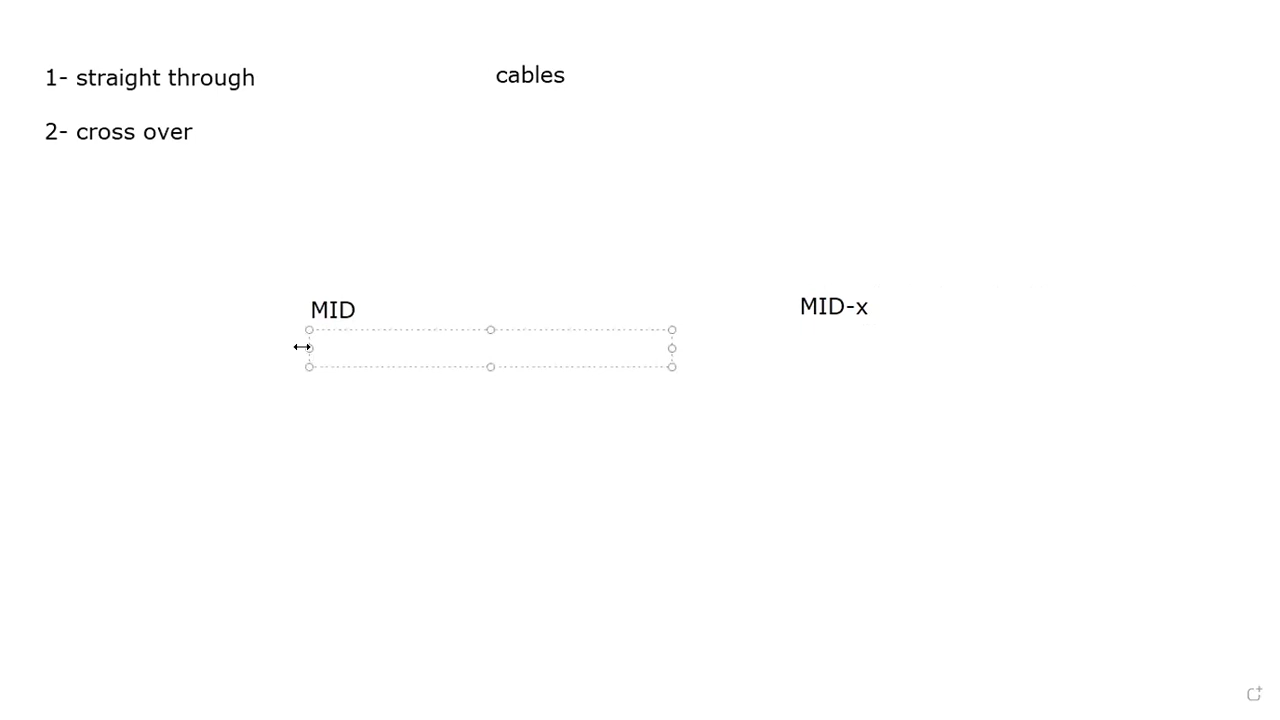 1- straight through
cables
2- cross over
MID
MID-x